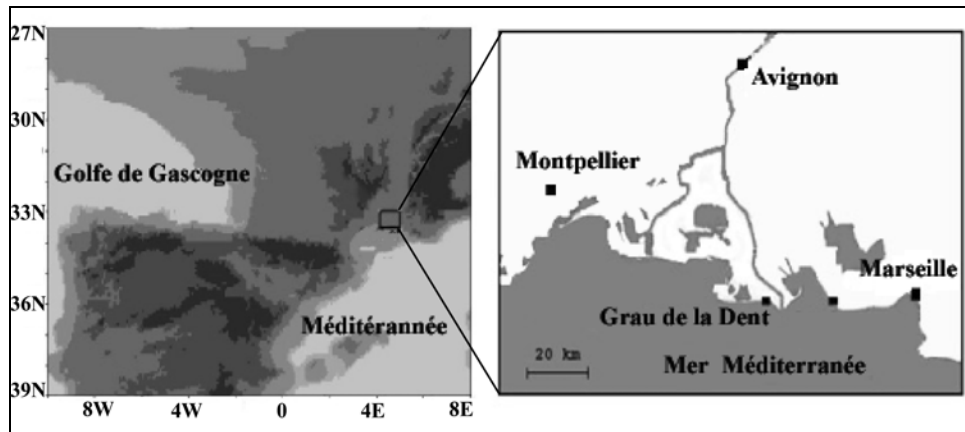 27N
30N
Golfe de Gascogne
33N
36N
Méditérannée
39N
8W 4W 0 4E 8E
Avignon
Montpellier
Marseille
Grau de la Dent
20 km
Mer Méditerranée